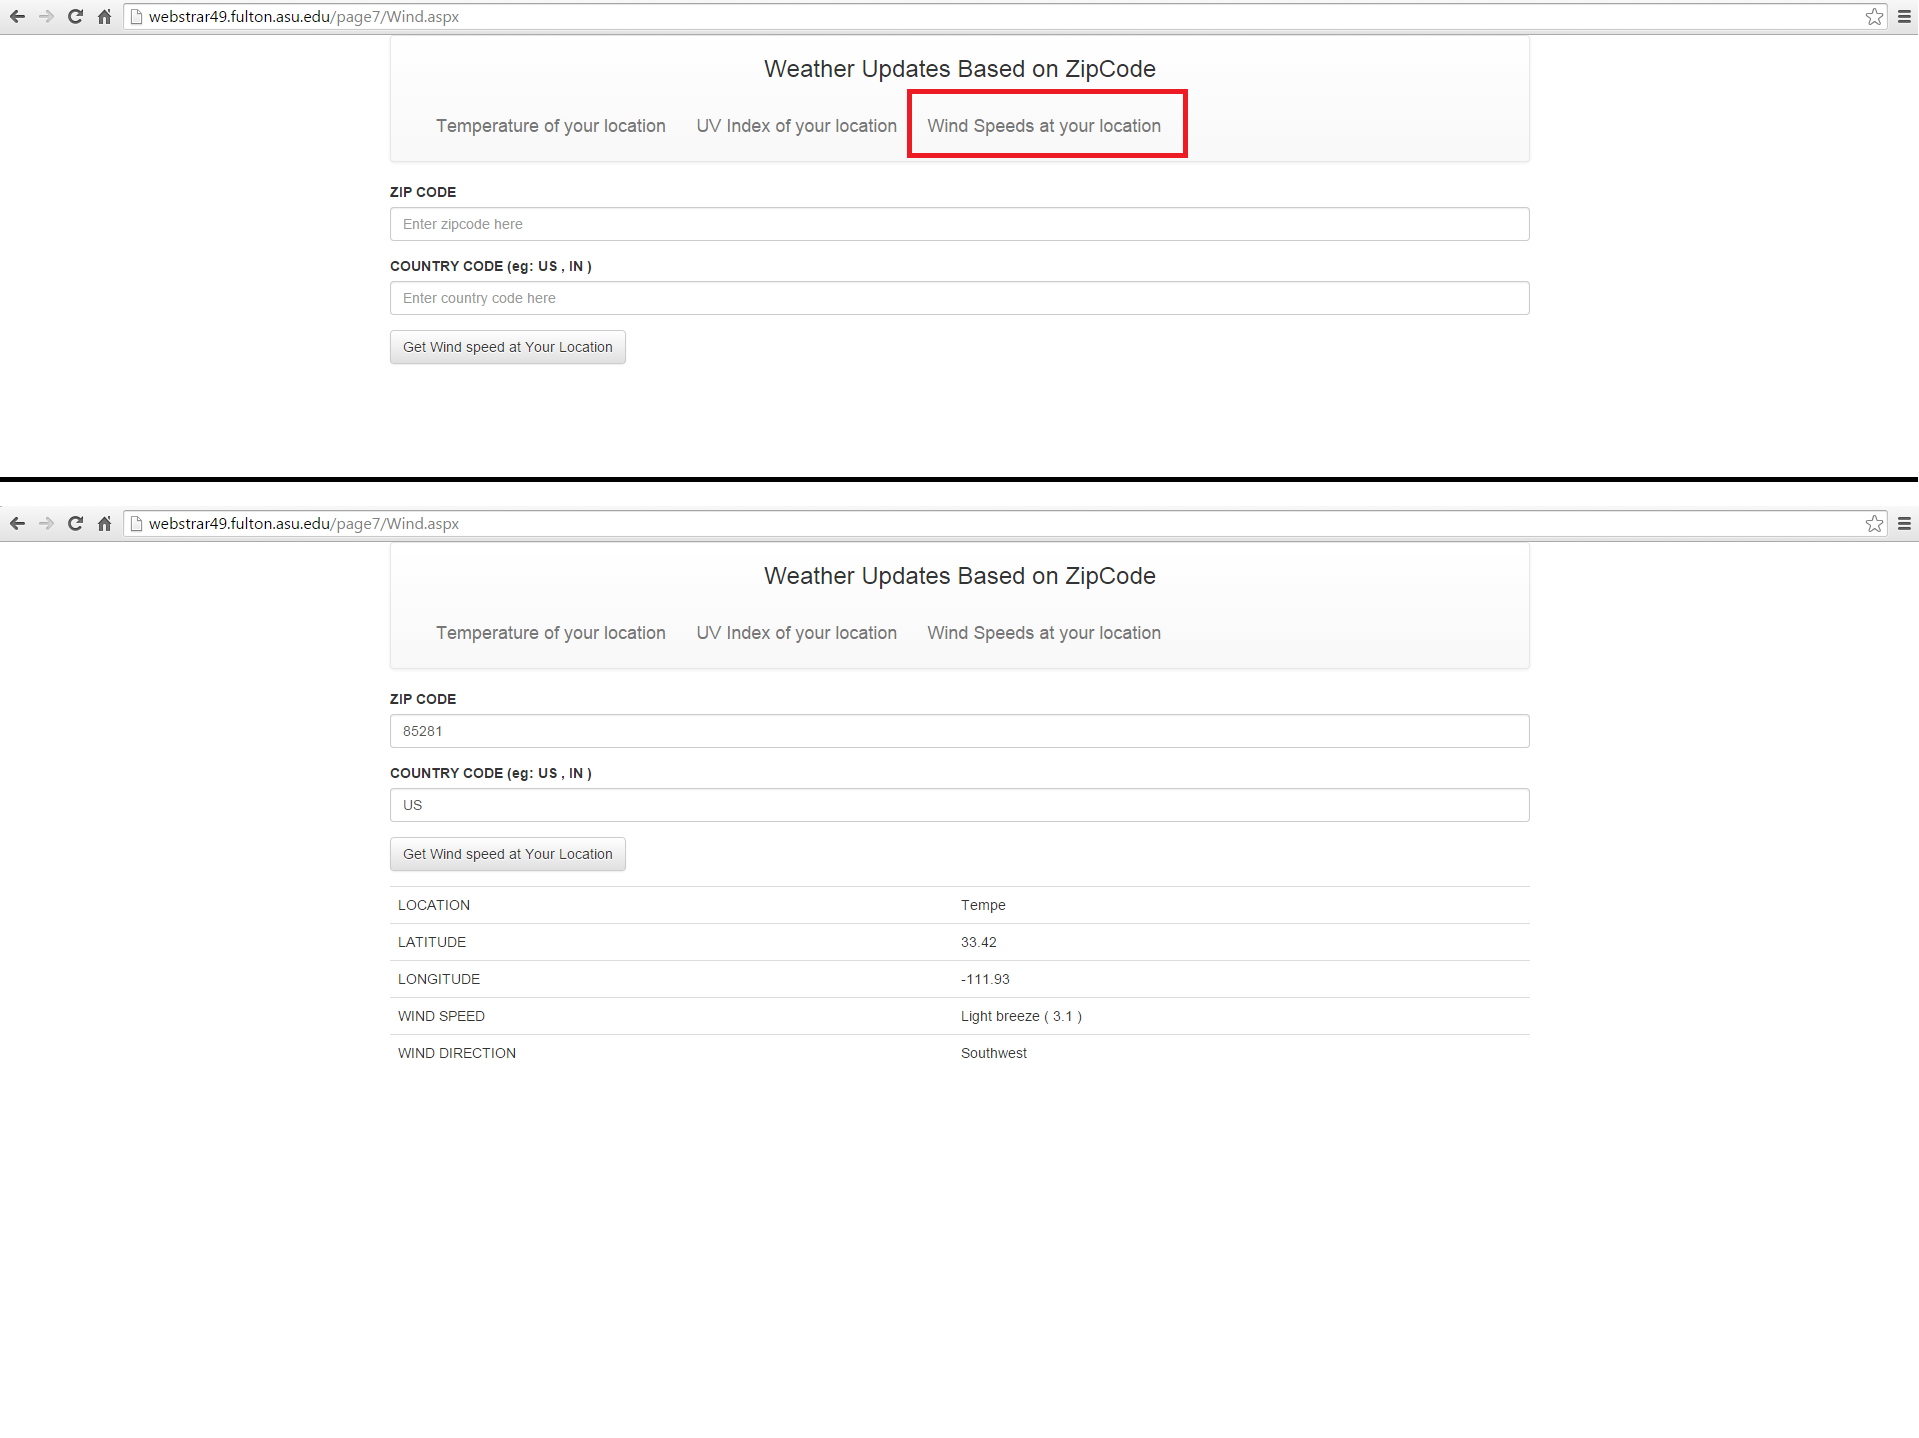 webstrar49.fulton.asu.edu/page7/Wind.aspx
Weather Updates Based on ZipCode
Temperature of your location UV Index of your location Wind Speeds at your location
ZIP CODE
Enter zipcode here
COUNTRY CODE (eg: US , IN )
Enter country code here
Get Wind speed at Your Location
webstrar49.fulton.asu.edu/page7/Wind.aspx
Weather Updates Based on ZipCode
Temperature of your location UV Index of your location Wind Speeds at your location
ZIP CODE
85281
COUNTRY CODE (eg: US , IN )
US
Get Wind speed at Your Location
LOCATION Tempe
LATITUDE 33.42
LONGITUDE -111.93
WIND SPEED Light breeze ( 3.1 )
WIND DIRECTION Southwest